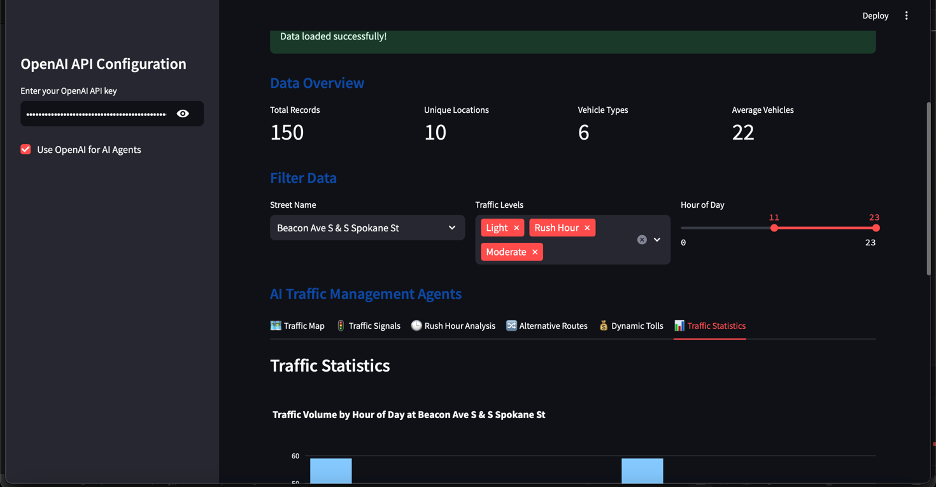 Deploy
OpenAI API Configuration
Enter your OpenAI API key
Use OpenAI for AI Agents
Data loaded successfully!
Data Overview
Total Records Unique Locations Vehicle Types Average Vehicles
150 10 6 22
Filter Data
Street Name Traffic Levels Hour of Day
Beacon Ave S & S Spokane St
Light × Rush Hour ×
Moderate ×
11 23
0 23
AI Traffic Management Agents
Traffic Map Traffic Signals Rush Hour Analysis Alternative Routes Dynamic Tolls Traffic Statistics
Traffic Statistics
Traffic Volume by Hour of Day at Beacon Ave S & S Spokane St
60
50